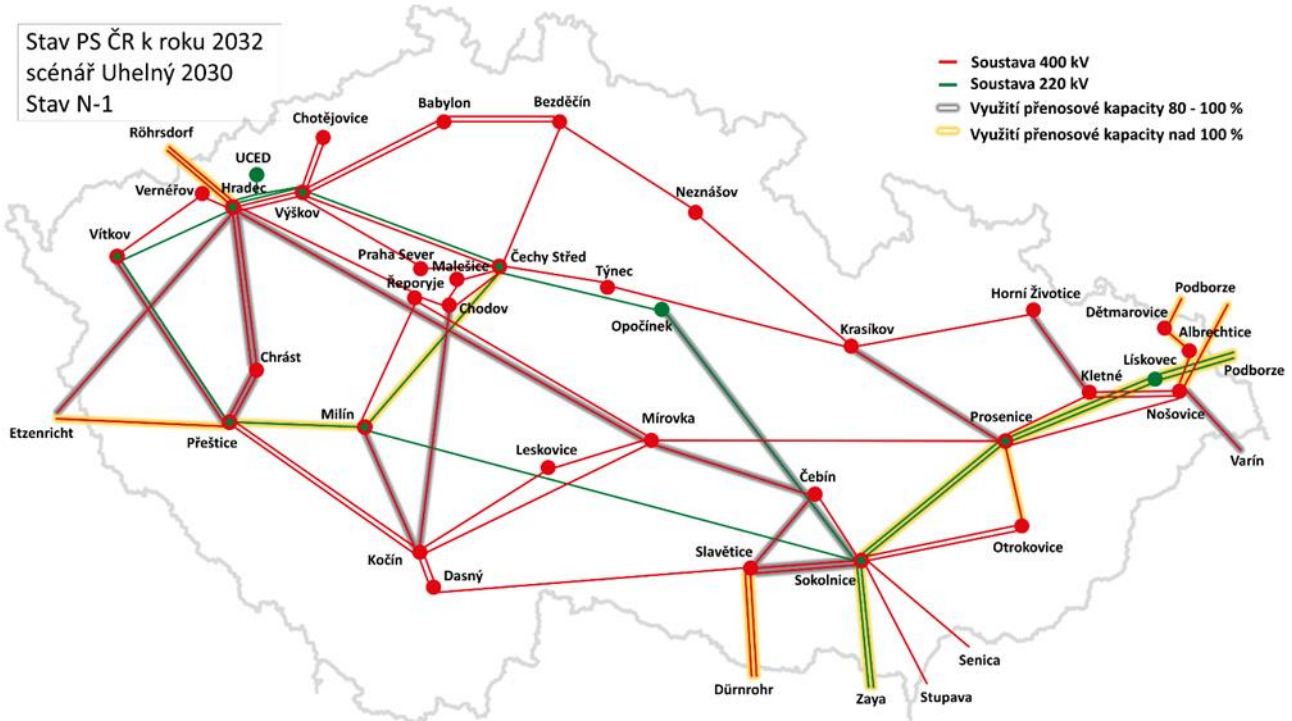 Stav PS ČR k roku 2032
scénář Uhelný 2030
Stav N-1
Soustava 400 kV
Soustava 220 kV
Využití přenosové kapacity 80 - 100 %
Využití přenosové kapacity nad 100 %
Babylon
Bezděčín
Chotějovice
Röhrsdorf
UCED
Vernéřov
Hradec
Výškov
Neznášov
Vítkov
Praha Sever
Malešice
Čechy Střed
Řeporyje
Chodov
Týnec
Opočínek
Krasíkov
Horní Životice
Podborze
Dětmarovice
Albrechtice
Lískovec
Podborze
Kletné
Nošovice
Chrást
Etzenricht
Přeštice
Milín
Mírovka
Prosenice
Varín
Leskovice
Čebín
Kočín
Dasný
Slavětice
Sokolnice
Otrokovice
Senica
Stupava
Dürnrohr
Zaya